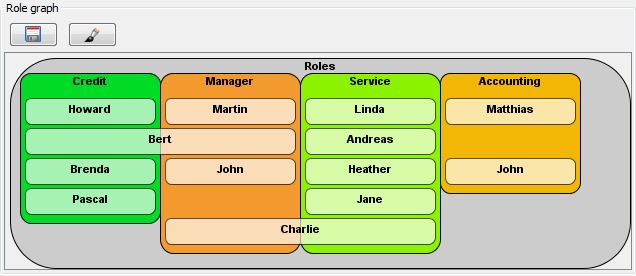 Role graph
Roles
Credit Manager Service Accounting
Howard Martin Linda Matthias
Bert Andreas
Brenda John Heather John
Pascal Jane
Charlie